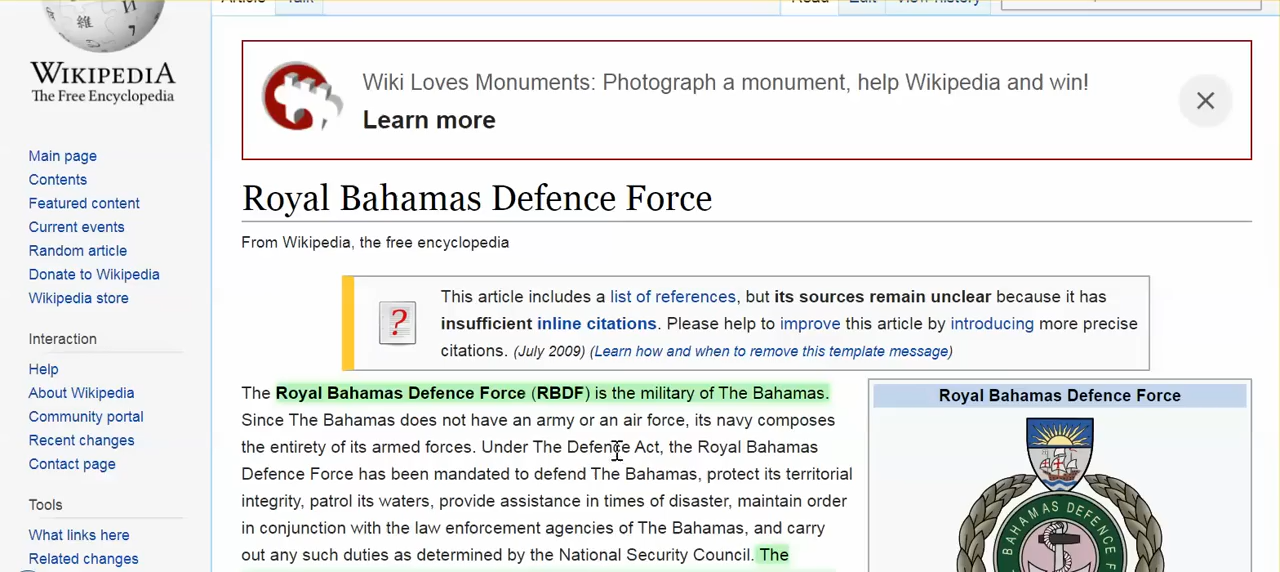 Article Talk Read Edit View history
WIKIPEDIA
The Free Encyclopedia
Main page
Contents
Featured content
Current events
Random article
Donate to Wikipedia
Wikipedia store
Interaction
Help
About Wikipedia
Community portal
Recent changes
Contact page
Tools
What links here
Related changes
Wiki Loves Monuments: Photograph a monument, help Wikipedia and win!
Learn more
Royal Bahamas Defence Force
From Wikipedia, the free encyclopedia
This article includes a list of references, but its sources remain unclear because it has
insufficient inline citations. Please help to improve this article by introducing more precise
citations. (July 2009) (Learn how and when to remove this template message)
The Royal Bahamas Defence Force (RBDF) is the military of The Bahamas.
Since The Bahamas does not have an army or an air force, its navy composes
the entirety of its armed forces. Under The Defence Act, the Royal Bahamas
Defence Force has been mandated to defend The Bahamas, protect its territorial
integrity, patrol its waters, provide assistance in times of disaster, maintain order
in conjunction with the law enforcement agencies of The Bahamas, and carry
out any such duties as determined by the National Security Council. The
Royal Bahamas Defence Force
BAHAMAS DEFENCE F